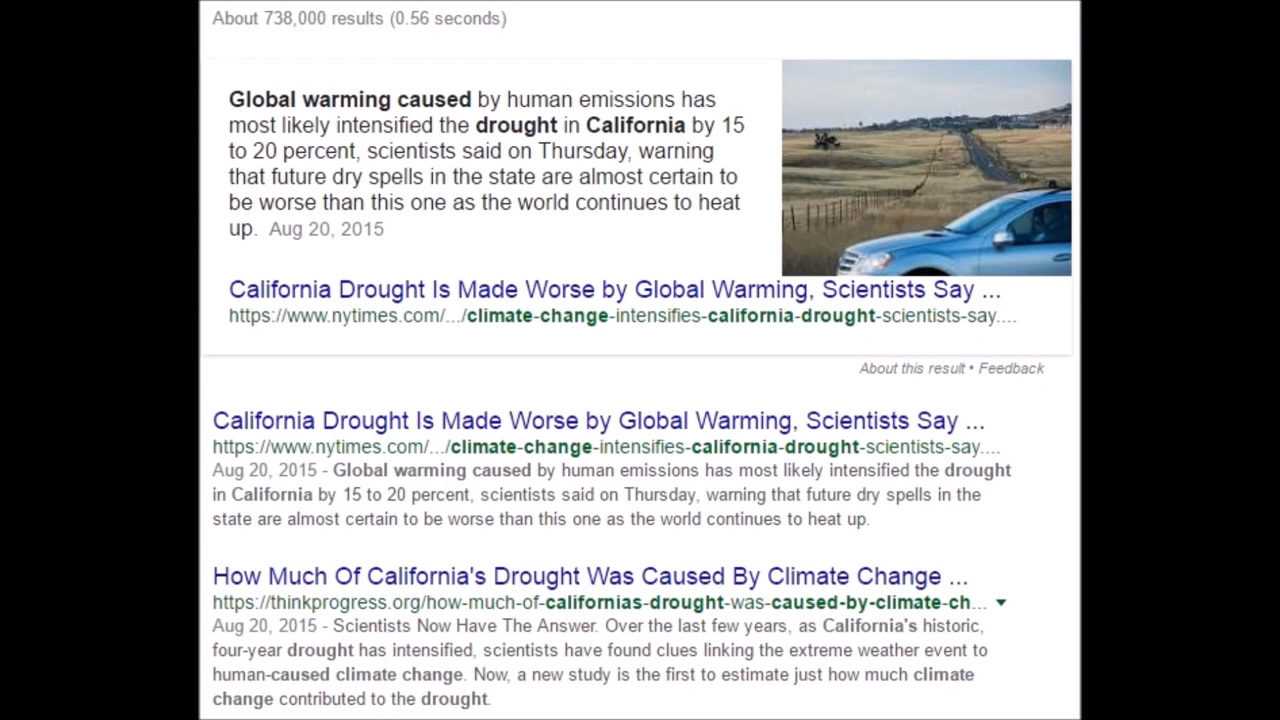 About 738,000 results (0.56 seconds)
Global warming caused by human emissions has
most likely intensified the drought in California by 15
to 20 percent, scientists said on Thursday, warning
that future dry spells in the state are almost certain to
be worse than this one as the world continues to heat
up. Aug 20, 2015
California Drought Is Made Worse by Global Warming, Scientists Say ...
https://www.nytimes.com/.../climate-change-intensifies-california-drought-scientists-say....
About this result • Feedback
California Drought Is Made Worse by Global Warming, Scientists Say ...
https://www.nytimes.com/.../climate-change-intensifies-california-drought-scientists-say....
Aug 20, 2015 - Global warming caused by human emissions has most likely intensified the drought
in California by 15 to 20 percent, scientists said on Thursday, warning that future dry spells in the
state are almost certain to be worse than this one as the world continues to heat up.
How Much Of California's Drought Was Caused By Climate Change ...
https://thinkprogress.org/how-much-of-californias-drought-was-caused-by-climate-ch...
Aug 20, 2015 - Scientists Now Have The Answer. Over the last few years, as California's historic,
four-year drought has intensified, scientists have found clues linking the extreme weather event to
human-caused climate change. Now, a new study is the first to estimate just how much climate
change contributed to the drought.